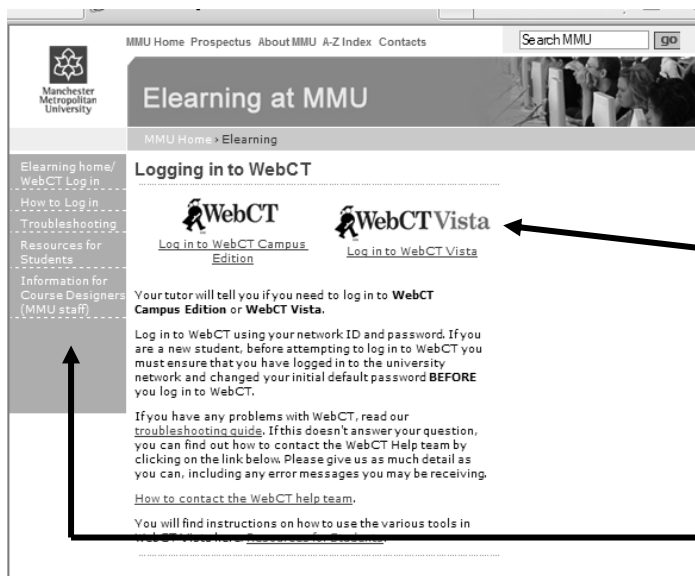 MMU Home Prospectus About MMU A-Z Index Contacts
Search MMU go
Manchester
Metropolitan
University
Elearning at MMU
MMU Home › Elearning
Elearning home/
WebCT Log in
How to Log in
Troubleshooting
Resources for
Students
Information for
Course Designers
(MMU staff)
Logging in to WebCT
WebCT
Log in to WebCT Campus
Edition
WebCT Vista
Log in to WebCT Vista
Your tutor will tell you if you need to log in to WebCT
Campus Edition or WebCT Vista.
Log in to WebCT using your network ID and password. If you
are a new student, before attempting to log in to WebCT you
must ensure that you have logged in to the university
network and changed your initial default password BEFORE
you log in to WebCT.
If you have any problems with WebCT, read our
troubleshooting guide. If this doesn't answer your question,
you can find out how to contact the WebCT Help team by
clicking on the link below. Please give us as much detail as
you can, including any error messages you may be receiving.
How to contact the WebCT help team.
You will find instructions on how to use the various tools in
WebCT Vista here: Resources for Students.